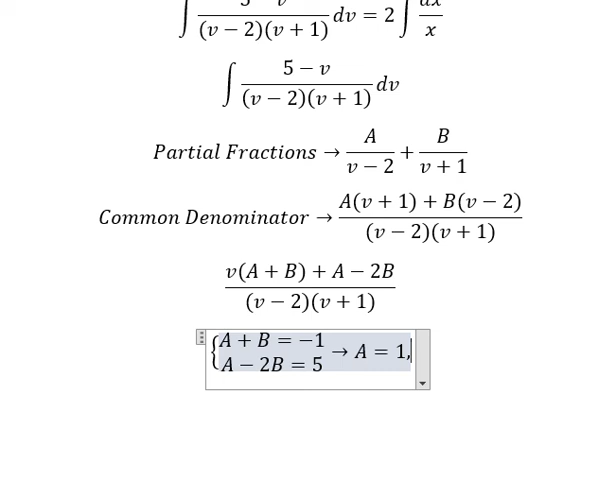 ∫ 5 − v / (v − 2)(v + 1) dv = 2 ∫ dx / x
∫ 5 − v / (v − 2)(v + 1) dv
Partial Fractions → A / v − 2 + B / v + 1
Common Denominator → A(v + 1) + B(v − 2) / (v − 2)(v + 1)
v(A + B) + A − 2B / (v − 2)(v + 1)
{ A + B = −1
A − 2B = 5 → A = 1,